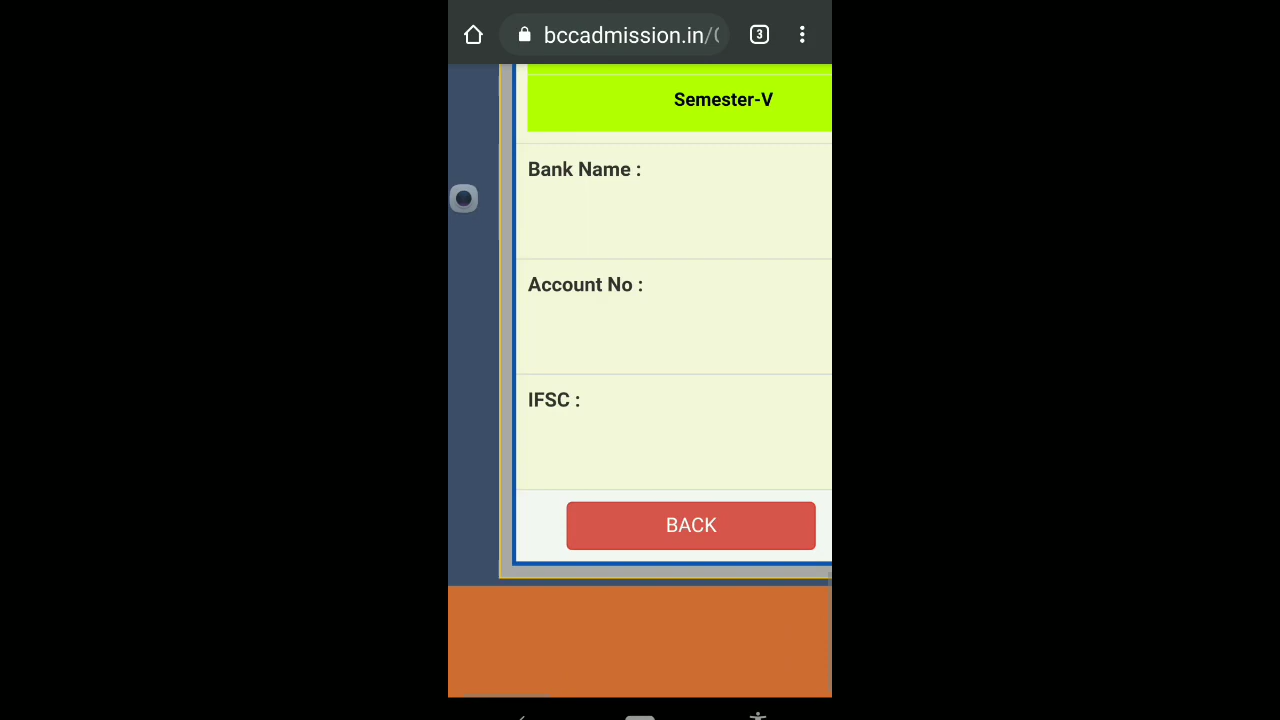 bccadmission.in/
3
Semester-V
Bank Name :
Account No :
IFSC :
BACK